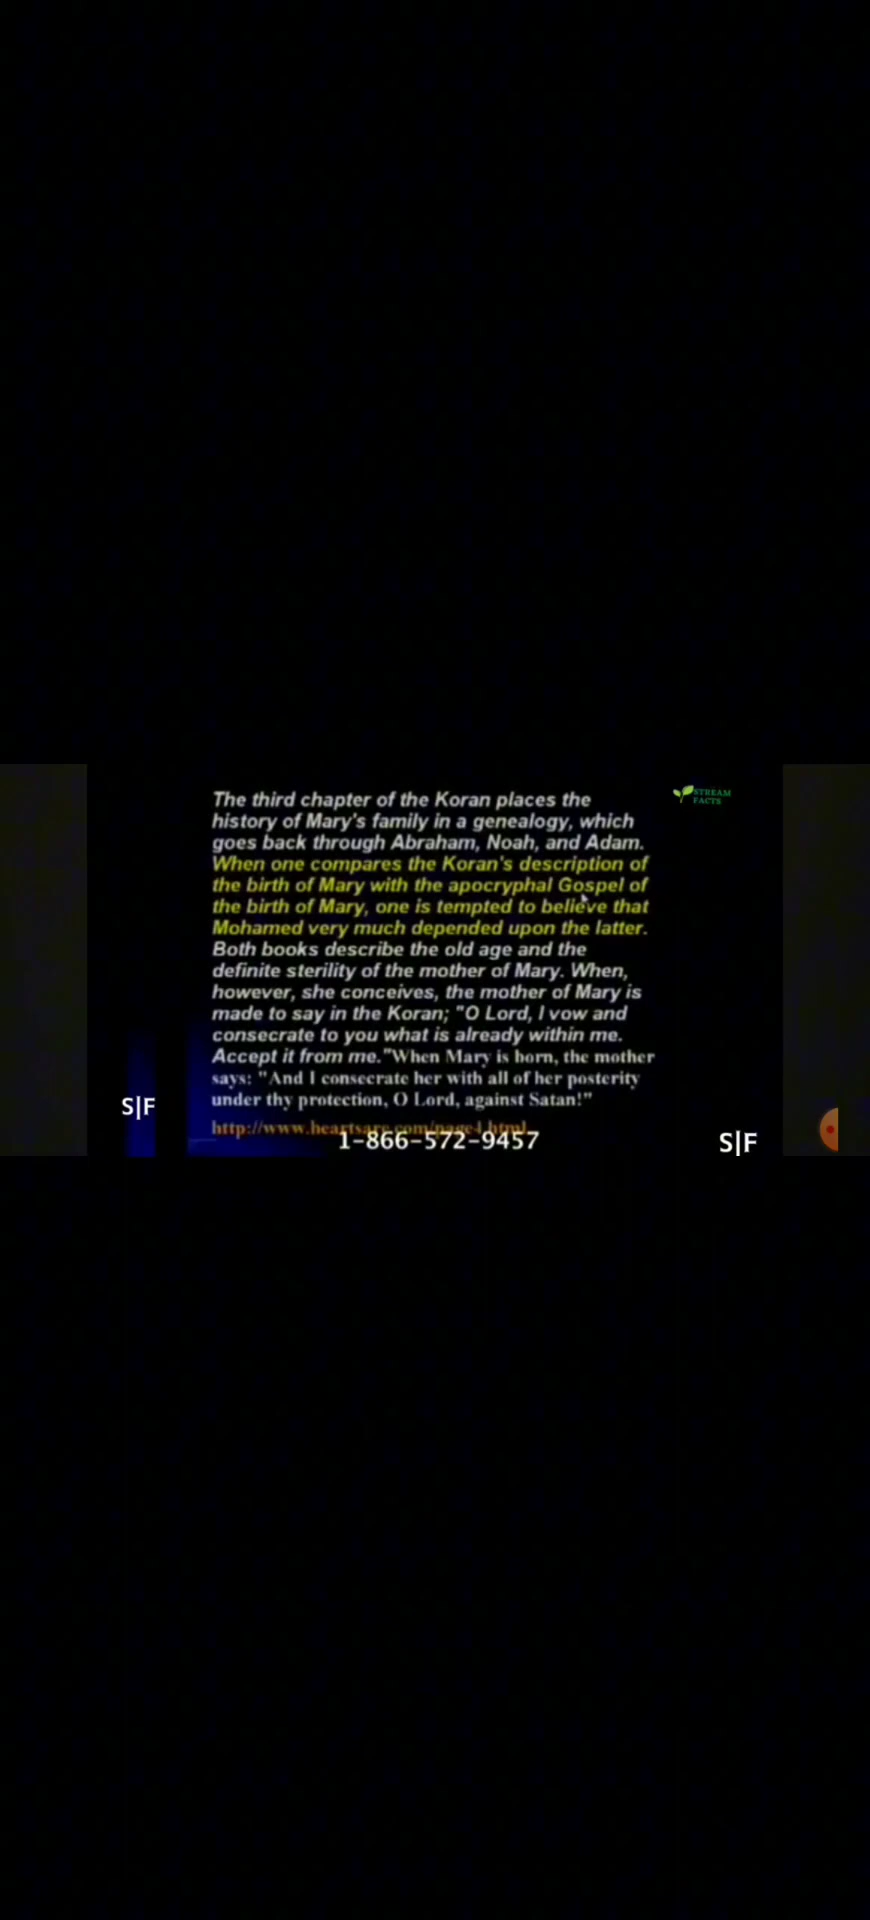 The third chapter of the Koran places the
history of Mary's family in a genealogy, which
goes back through Abraham, Noah, and Adam.
When one compares the Koran's description of
the birth of Mary with the apocryphal Gospel of
the birth of Mary, one is tempted to believe that
Mohamed very much depended upon the latter.
Both books describe the old age and the
definite sterility of the mother of Mary. When,
however, she conceives, the mother of Mary is
made to say in the Koran; "O Lord, I vow and
consecrate to you what is already within me.
Accept it from me."When Mary is born, the mother
says: "And I consecrate her with all of her posterity
under thy protection, O Lord, against Satan!"
1-866-572-9457
STREAM
FACTS
S|F
S|F